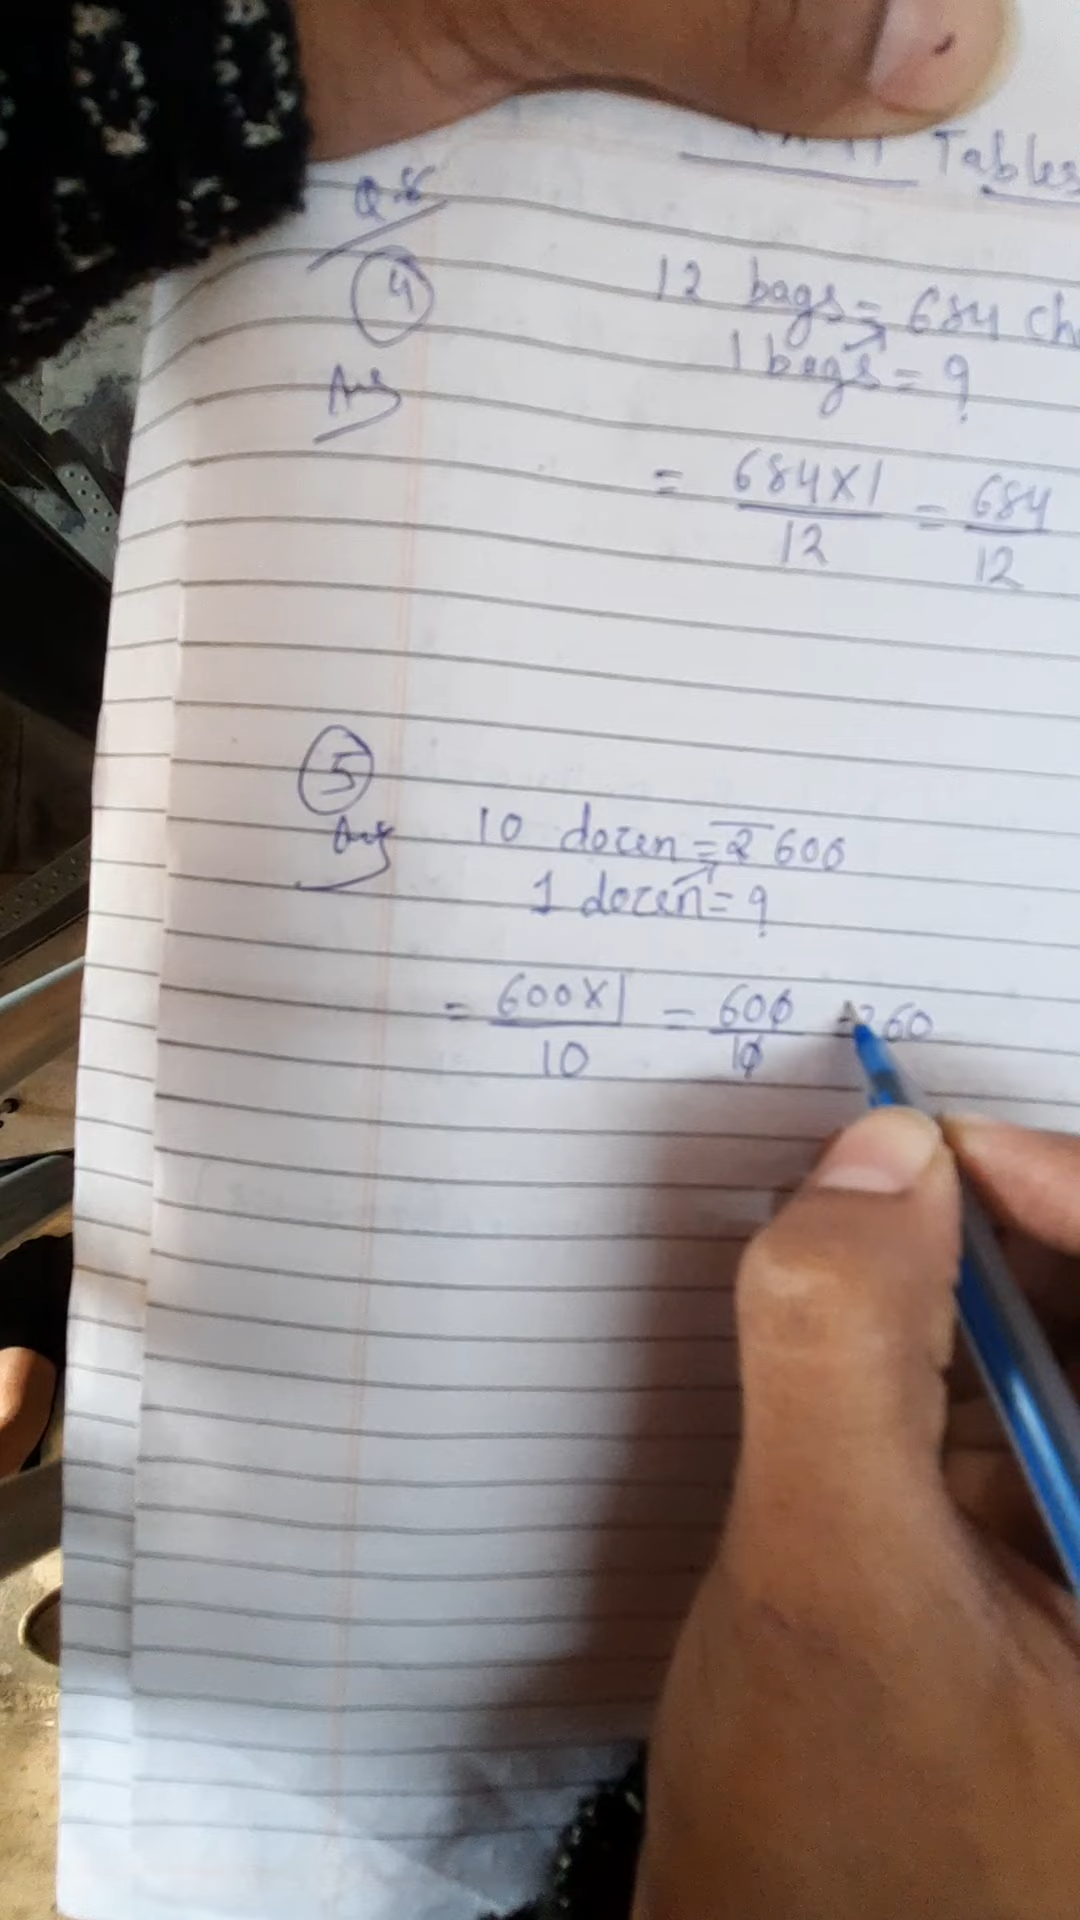 Tables
Q.
4
12 bags = 684 Ch
1 bags = ?
Ans
= 684×1/12 = 684/12
5
Ans 10 dozen = ₹ 600
1 dozen = ?
= 600×1/10 = 600/10 = ₹60